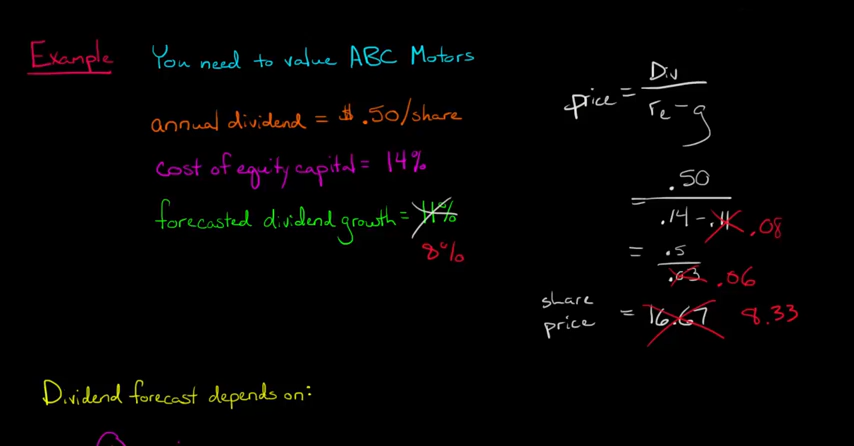 Example You need to value ABC Motors
annual dividend = $ .50/share
cost of equity capital = 14%
forecasted dividend growth = 11%
8%
price = Div
re - g
= .50
.14 - .11 .08
= .5
.03 .06
share
price = 16.67 8.33
Dividend forecast depends on: